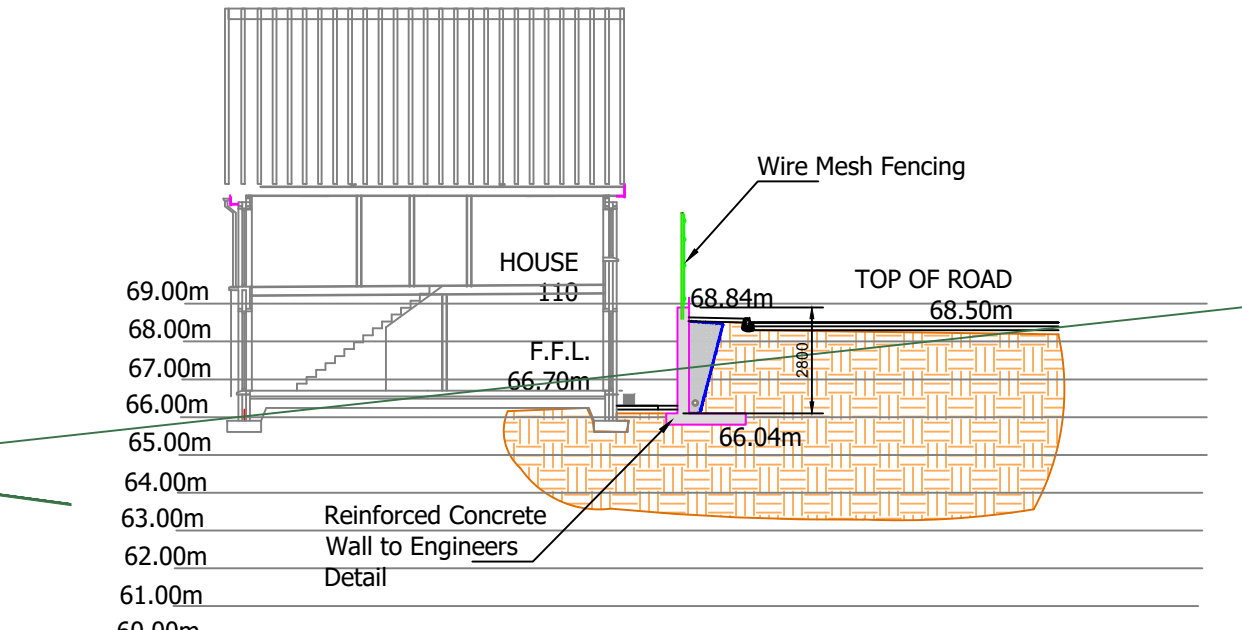 Wire Mesh Fencing
HOUSE
110
TOP OF ROAD
68.50m
68.84m
69.00m
68.00m
F.F.L.
66.70m
2800
67.00m
66.00m
66.04m
65.00m
64.00m
63.00m
Reinforced Concrete
Wall to Engineers
Detail
62.00m
61.00m
60.00m